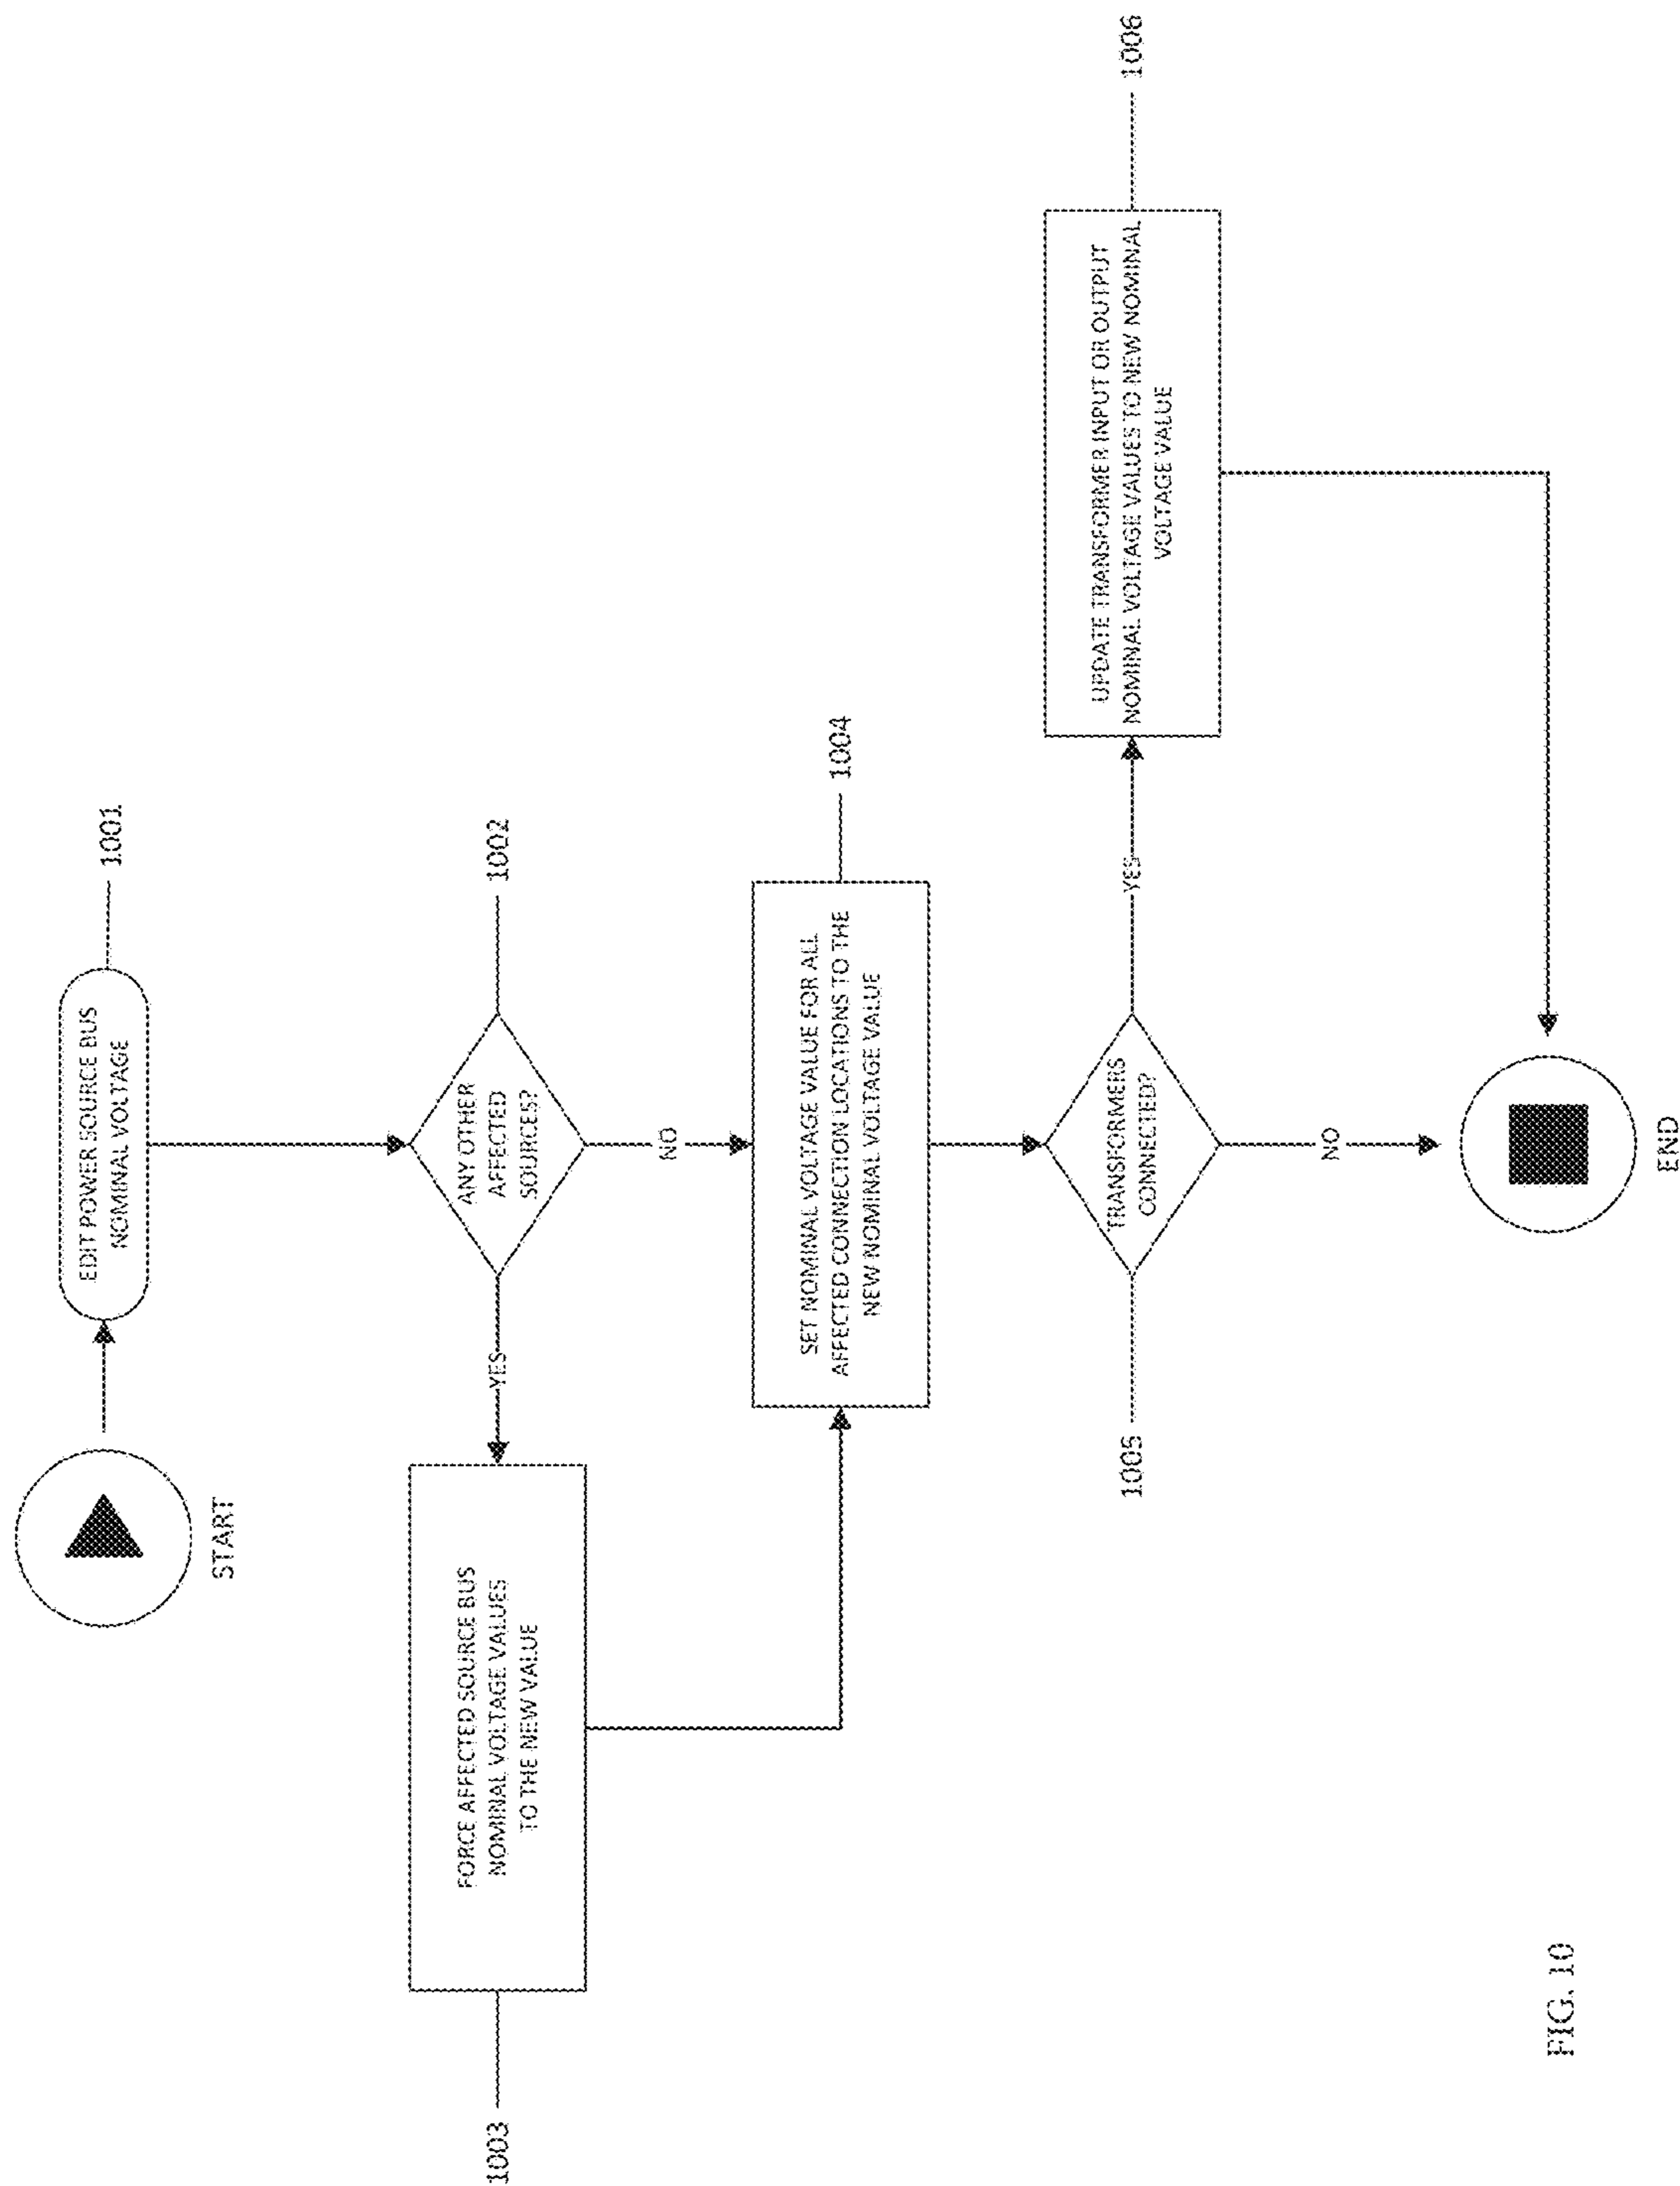 START
EDIT POWER SOURCE BUS
NOMINAL VOLTAGE
1001
ANY OTHER
AFFECTED
SOURCES?
1002
YES
NO
FORCE AFFECTED SOURCE BUS
NOMINAL VOLTAGE VALUES
TO THE NEW VALUE
1003
SET NOMINAL VOLTAGE VALUE FOR ALL
AFFECTED CONNECTION LOCATIONS TO THE
NEW NOMINAL VOLTAGE VALUE
1004
TRANSFORMERS
CONNECTED?
1005
YES
NO
UPDATE TRANSFORMER INPUT OR OUTPUT
NOMINAL VOLTAGE VALUES TO NEW NOMINAL
VOLTAGE VALUE
1006
END
FIG. 10